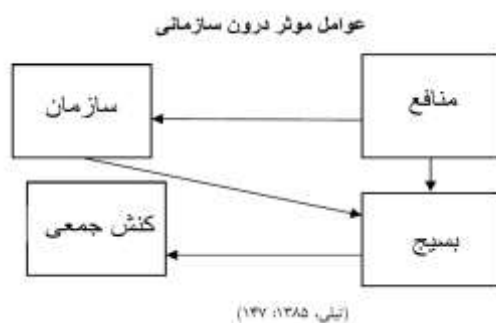 عوامل موثر درون سازمانی
منافع
سازمان
بسیج
کنش جمعی
(تیلی، ۱۳۸۵: ۱۴۷)